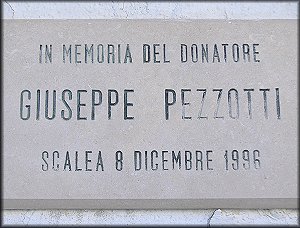 IN MEMORIA DEL DONATORE
GIUSEPPE PEZZOTTI
SCALEA 8 DICEMBRE 1996